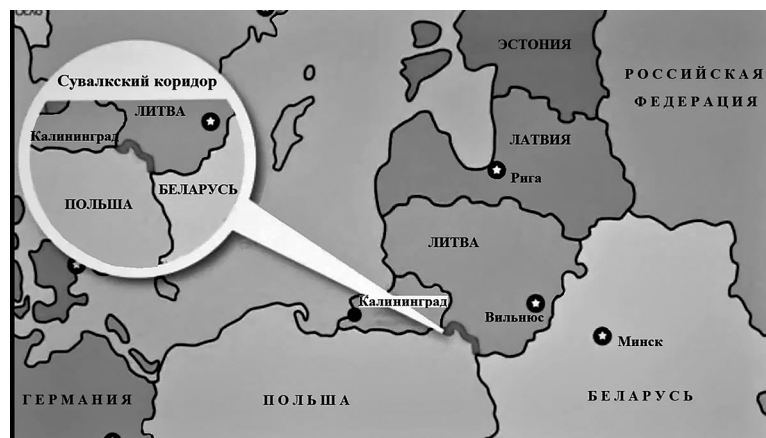 Сувалкский коридор
ЛИТВА
Калининград
БЕЛАРУСЬ
ПОЛЬША
ЭСТОНИЯ
РОССИЙСКАЯ
ФЕДЕРАЦИЯ
ЛАТВИЯ
Рига
ЛИТВА
Калининград
Вильнюс
Минск
ГЕРМАНИЯ
ПОЛЬША
БЕЛАРУСЬ